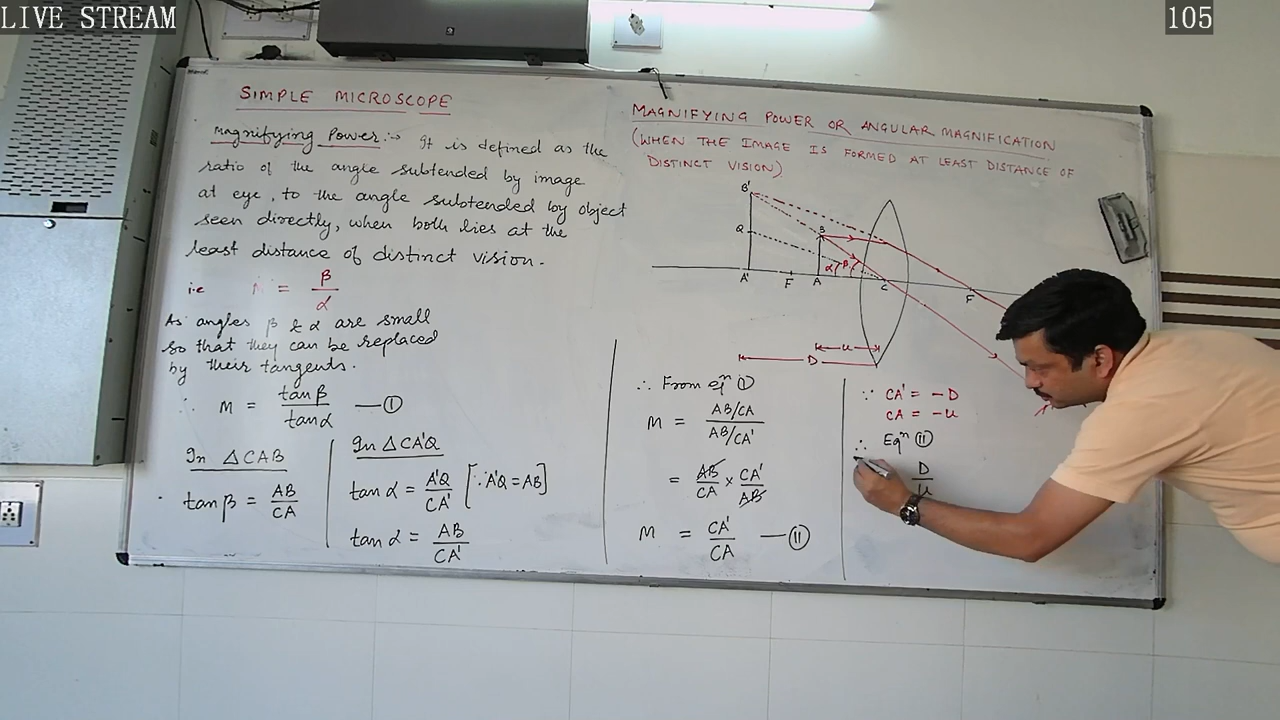 LIVE STREAM
105
SIMPLE MICROSCOPE
Magnifying Power:- It is defined as the
ratio of the angle subtended by image
at eye, to the angle subtended by object
seen directly, when both lies at the
least distance of distinct vision.
i.e M = β/α
As angles β & α are small
so that they can be replaced
by their tangents.
∴ M = tanβ/tanα —①
In △CAB
tanβ = AB/CA
In △CA'Q
tanα = A'Q/CA' [∵A'Q = AB]
tanα = AB/CA'
MAGNIFYING POWER OR ANGULAR MAGNIFICATION
(WHEN THE IMAGE IS FORMED AT LEAST DISTANCE OF
DISTINCT VISION)
B'
Q
B
α β
A' F A C F
u
D
∴ From eqⁿ ①
M = AB/CA / AB/CA'
= AB/CA × CA'/AB
M = CA'/CA —⑪
∵ CA' = -D
CA = -u
∴ Eqⁿ ⑪
D/u